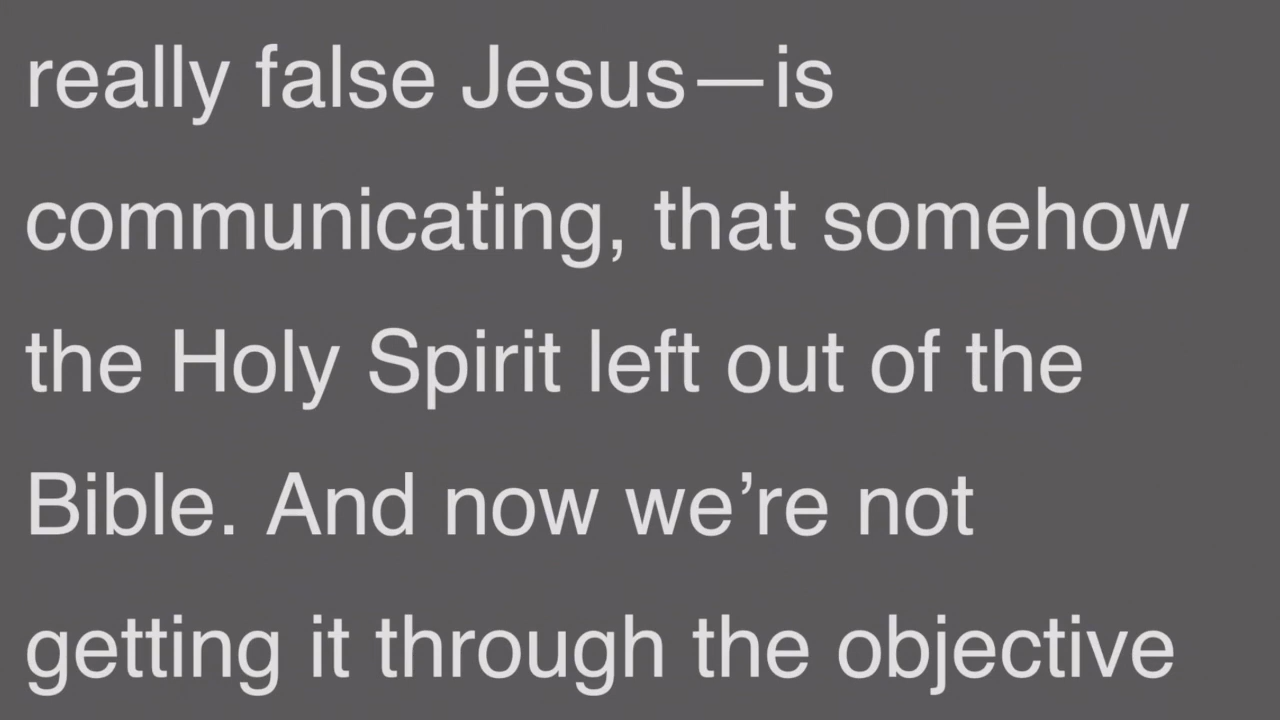 really false Jesus—is
communicating, that somehow
the Holy Spirit left out of the
Bible. And now we’re not
getting it through the objective